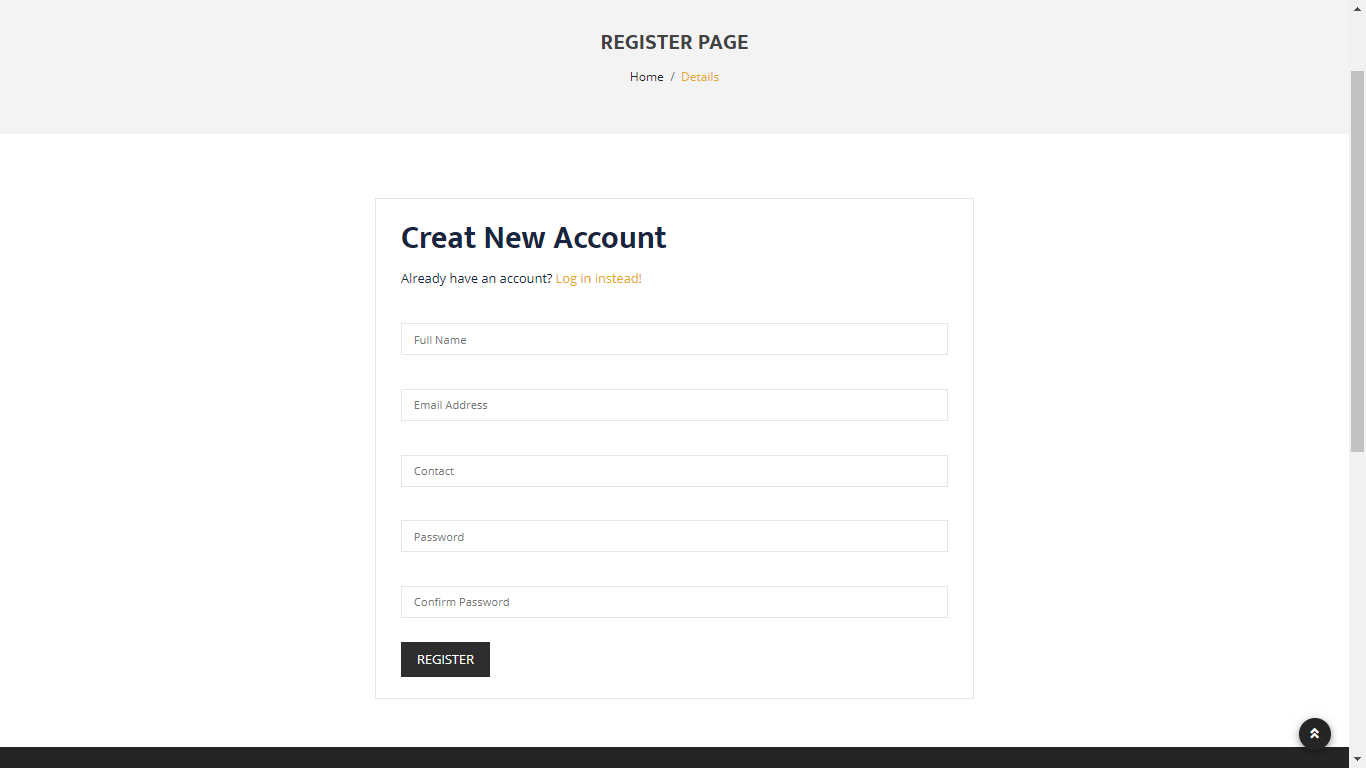 REGISTER PAGE
Home / Details
Creat New Account
Already have an account? Log in instead!
Full Name
Email Address
Contact
Password
Confirm Password
REGISTER